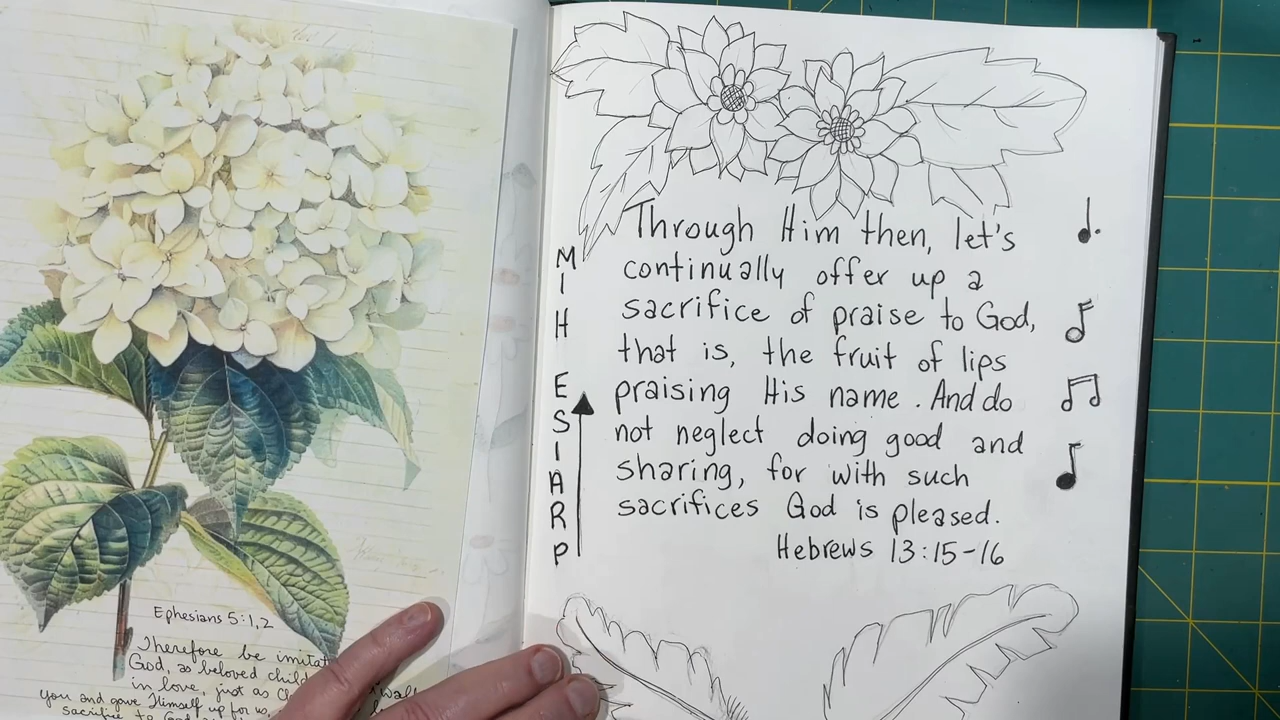 Ephesians 5:1,2
Therefore be imitat
God, as beloved child
in love, just as Ch
you and gave Himself up for us,
sacrifice to God
walk
M
I
H
E
S
I
A
R
P
Through Him then, let's
continually offer up a
sacrifice of praise to God,
that is, the fruit of lips
praising His name. And do
not neglect doing good and
sharing, for with such
sacrifices God is pleased.
Hebrews 13:15-16